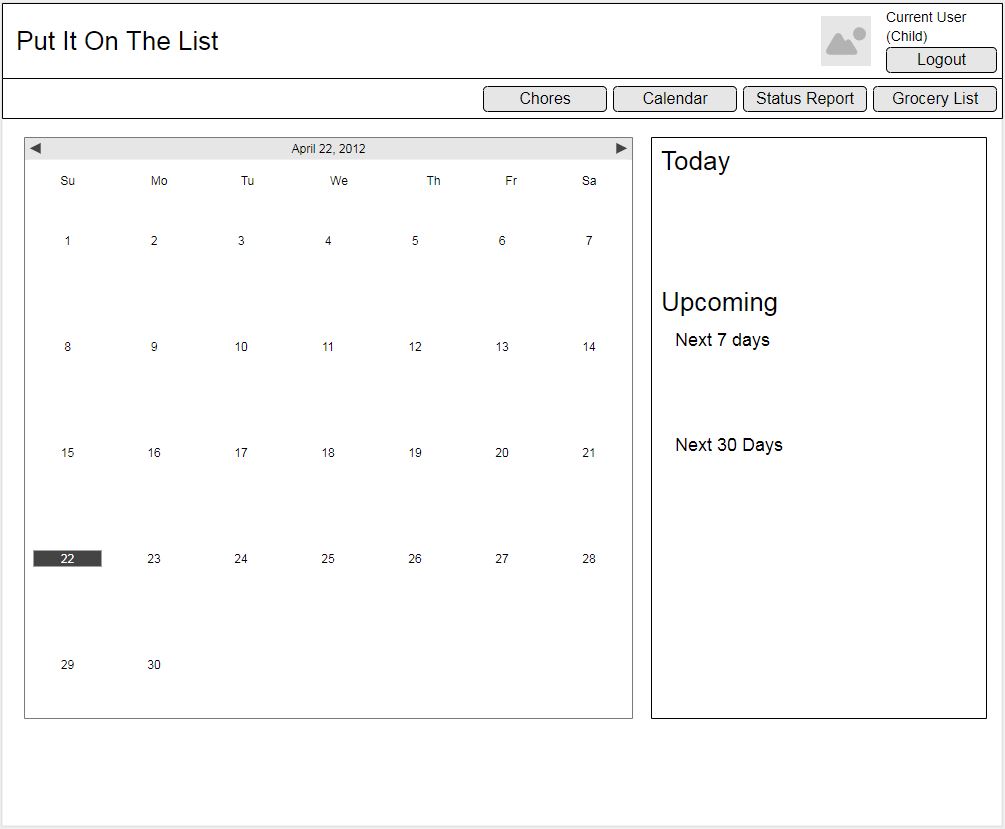 Put It On The List
Current User
(Child)
Logout
Chores Calendar Status Report Grocery List
April 22, 2012
Su Mo Tu We Th Fr Sa
1 2 3 4 5 6 7
8 9 10 11 12 13 14
15 16 17 18 19 20 21
22 23 24 25 26 27 28
29 30
Today
Upcoming
Next 7 days
Next 30 Days